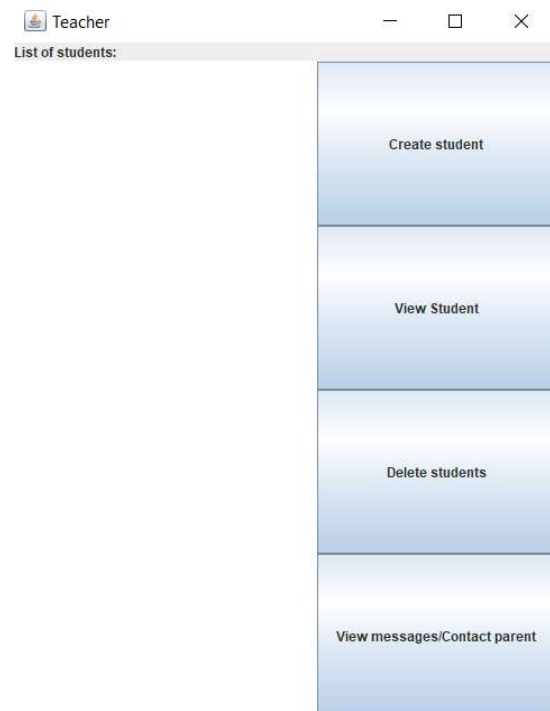 Teacher
List of students:
Create student
View Student
Delete students
View messages/Contact parent